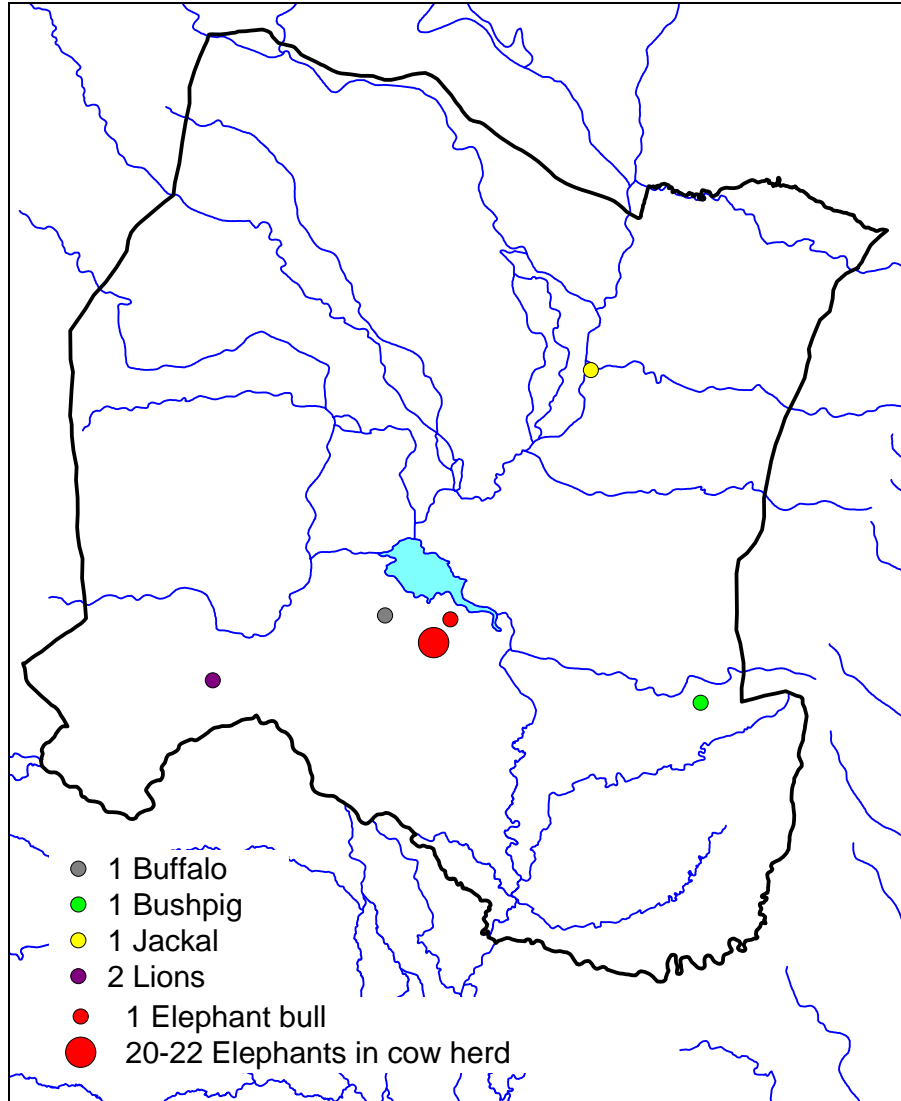 1 Buffalo
1 Bushpig
1 Jackal
2 Lions
1 Elephant bull
20-22 Elephants in cow herd